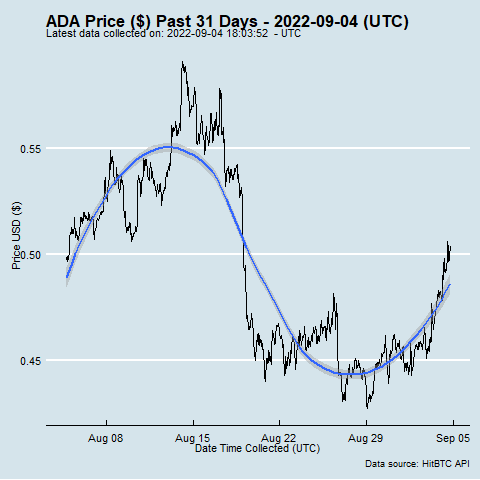 ADA Price ($) Past 31 Days - 2022-09-04 (UTC)
Latest data collected on: 2022-09-04 18:03:52 - UTC
Price USD ($)
0.55
0.50
0.45
Aug 08
Aug 15
Aug 22
Aug 29
Sep 05
Date Time Collected (UTC)
Data source: HitBTC API